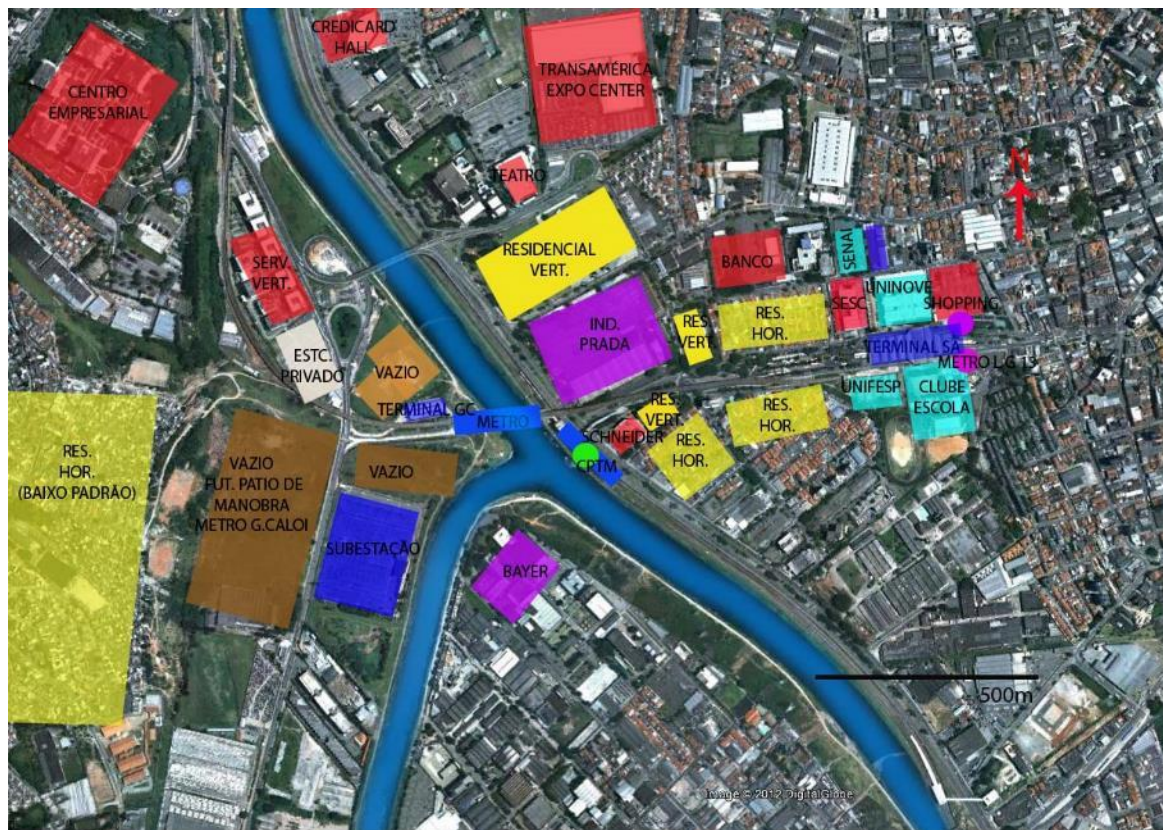 CREDICARD
HALL
CENTRO
EMPRESARIAL
TRANSAMÉRICA
EXPO CENTER
TEATRO
N
RESIDENCIAL
VERT.
SERV.
VERT.
BANCO
SENAI
UNINOVE
SESC
SHOPPING
IND.
PRADA
RES.
VERT.
RES.
HOR.
ESTC.
PRIVADO
VAZIO
TERMINAL SA
METRO L.G 13
UNIFESP
CLUBE
ESCOLA
TERMINAL GC
METRO
RES.
VERT.
RES.
HOR.
SCHNEIDER
RES.
HOR.
CPTM
RES.
HOR.
(BAIXO PADRÃO)
VAZIO
FUT. PATIO DE
MANOBRA
METRO G.CALOI
VAZIO
SUBESTAÇÃO
BAYER
500m
Image © 2012 DigitalGlobe